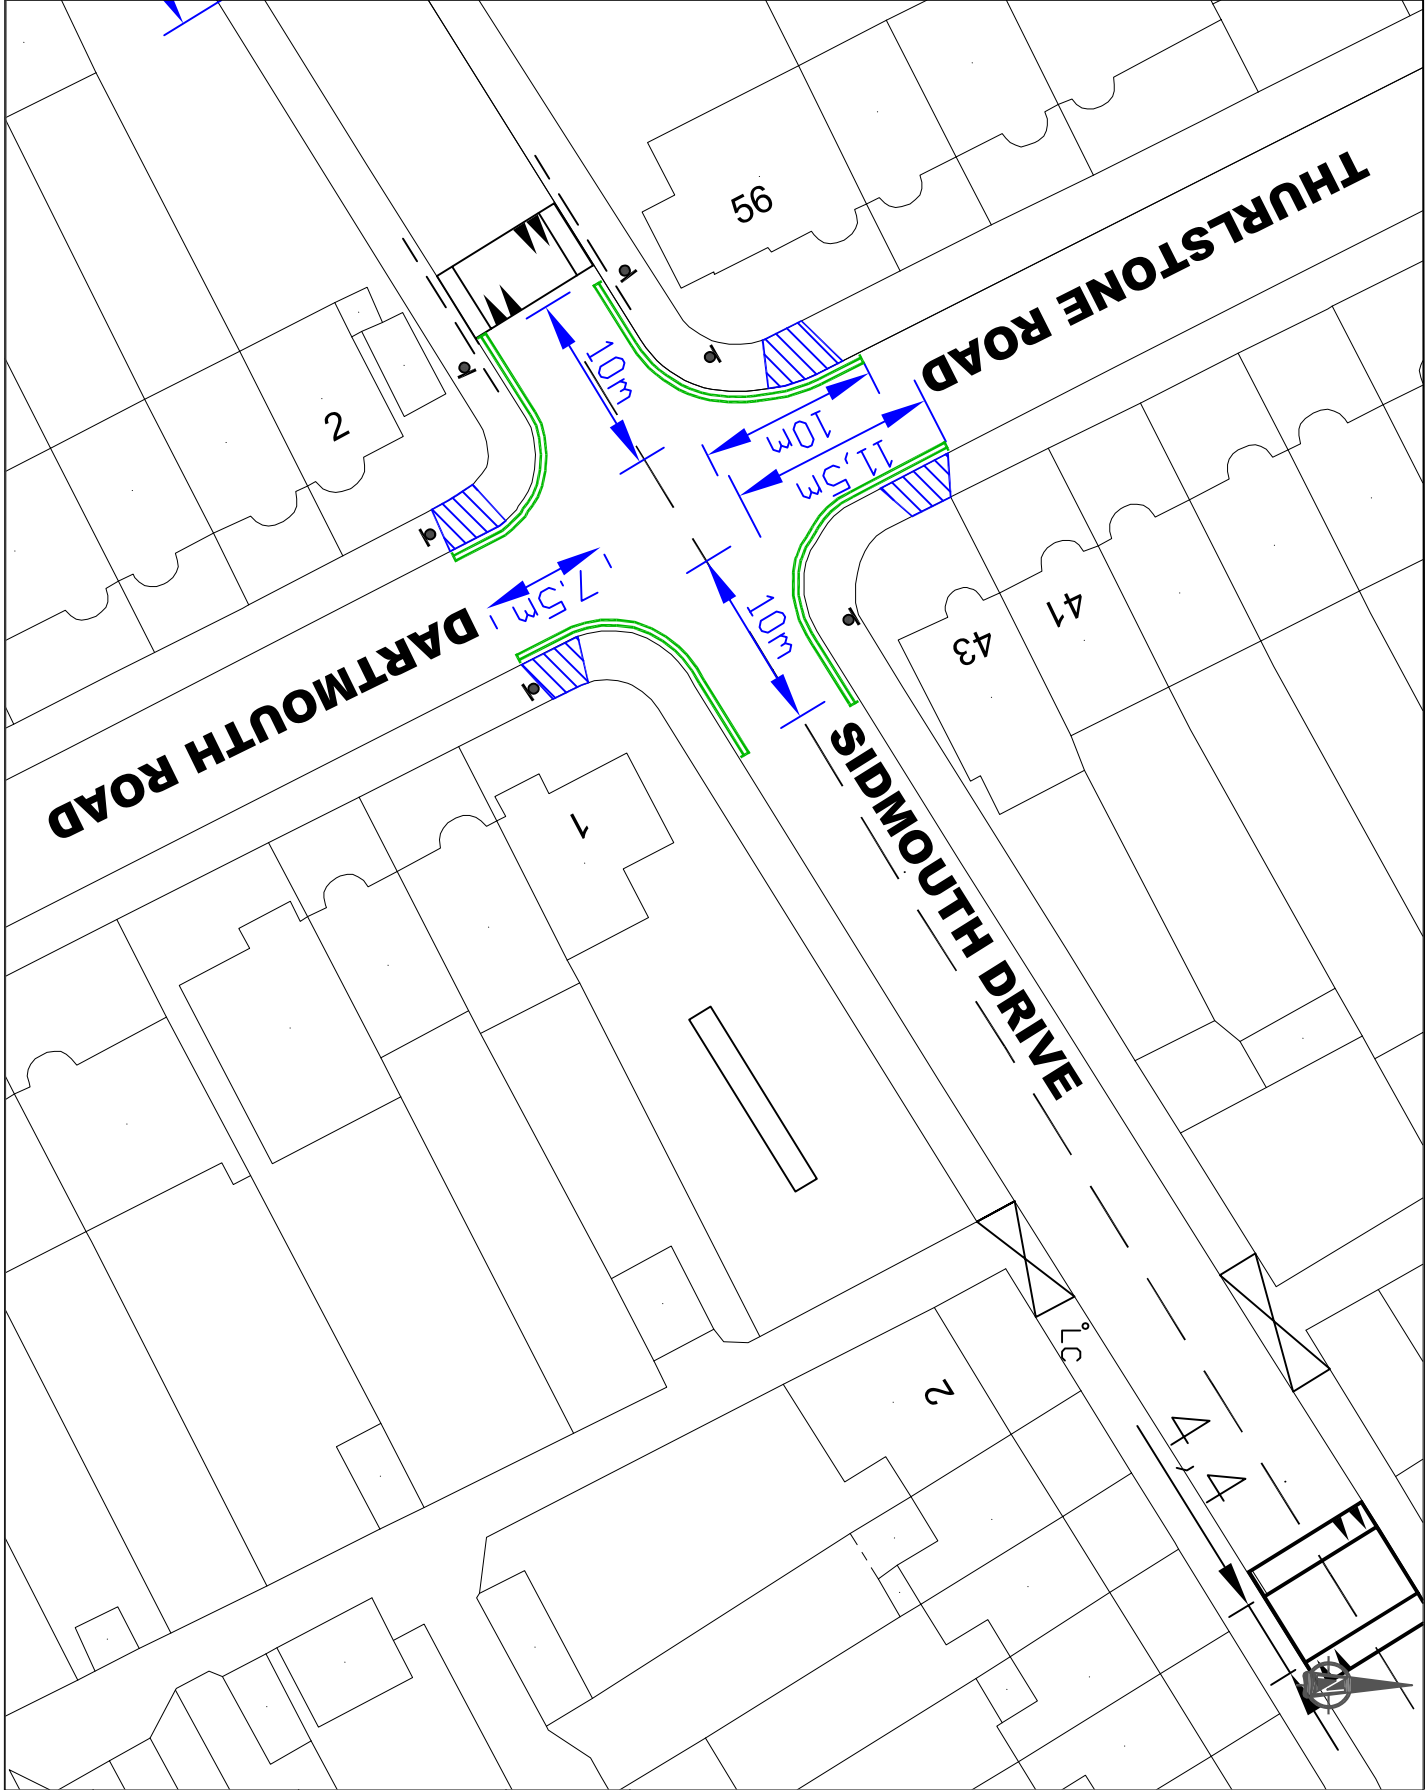 56
THURLSTONE ROAD
2
10m
10m
11,5m
7,5m
DARTMOUTH ROAD
10m
41
43
1
SIDMOUTH DRIVE
LC
2
4,4
N